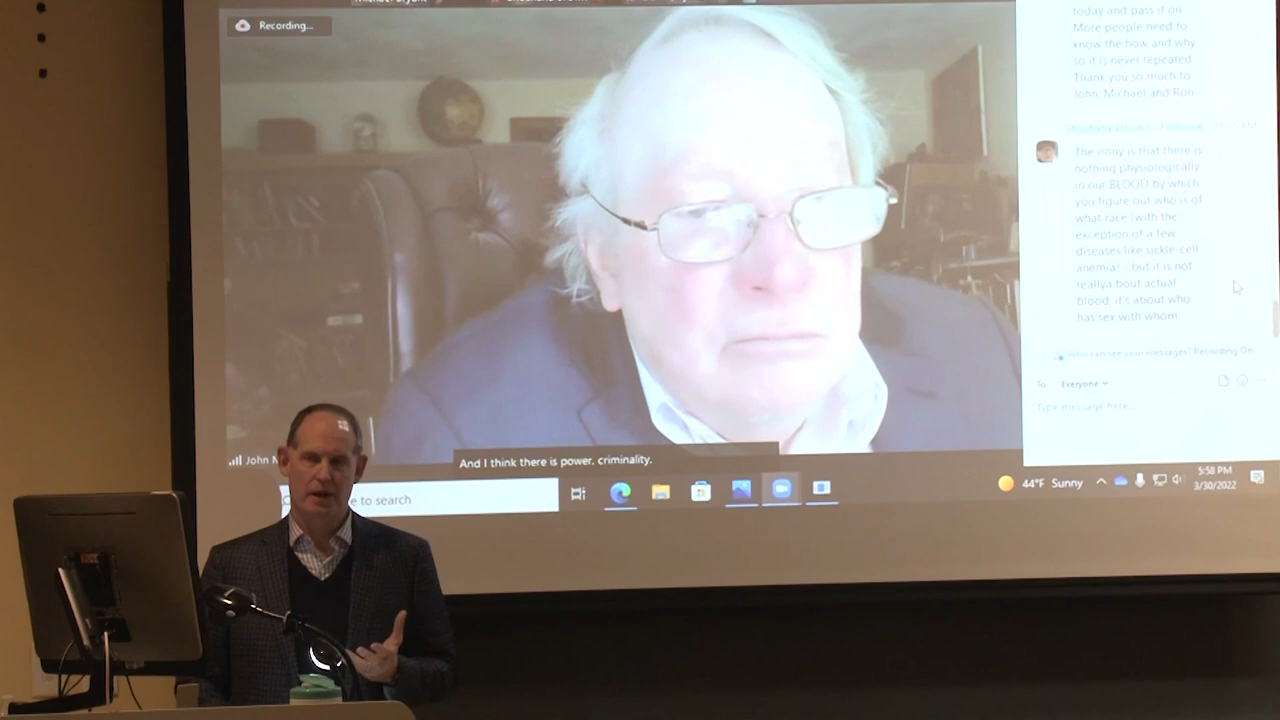 Recording...
today and pass it on
More people need to
know the how and why
so it is never repeated
Thank you so much to
John, Michael and Ron
to Everyone
The irony is that there is
nothing physiologically
in our BLOOD by which
you figure out who is of
what race (with the
exception of a few
diseases like sickle-cell
anemia) - but it is not
reallya bout actual
blood, it's about who
has sex with whom.
Who can see your messages? Recording On
To Everyone
Type message here...
John N
And I think there is power, criminality.
e to search
44°F Sunny
5:58 PM
3/30/2022